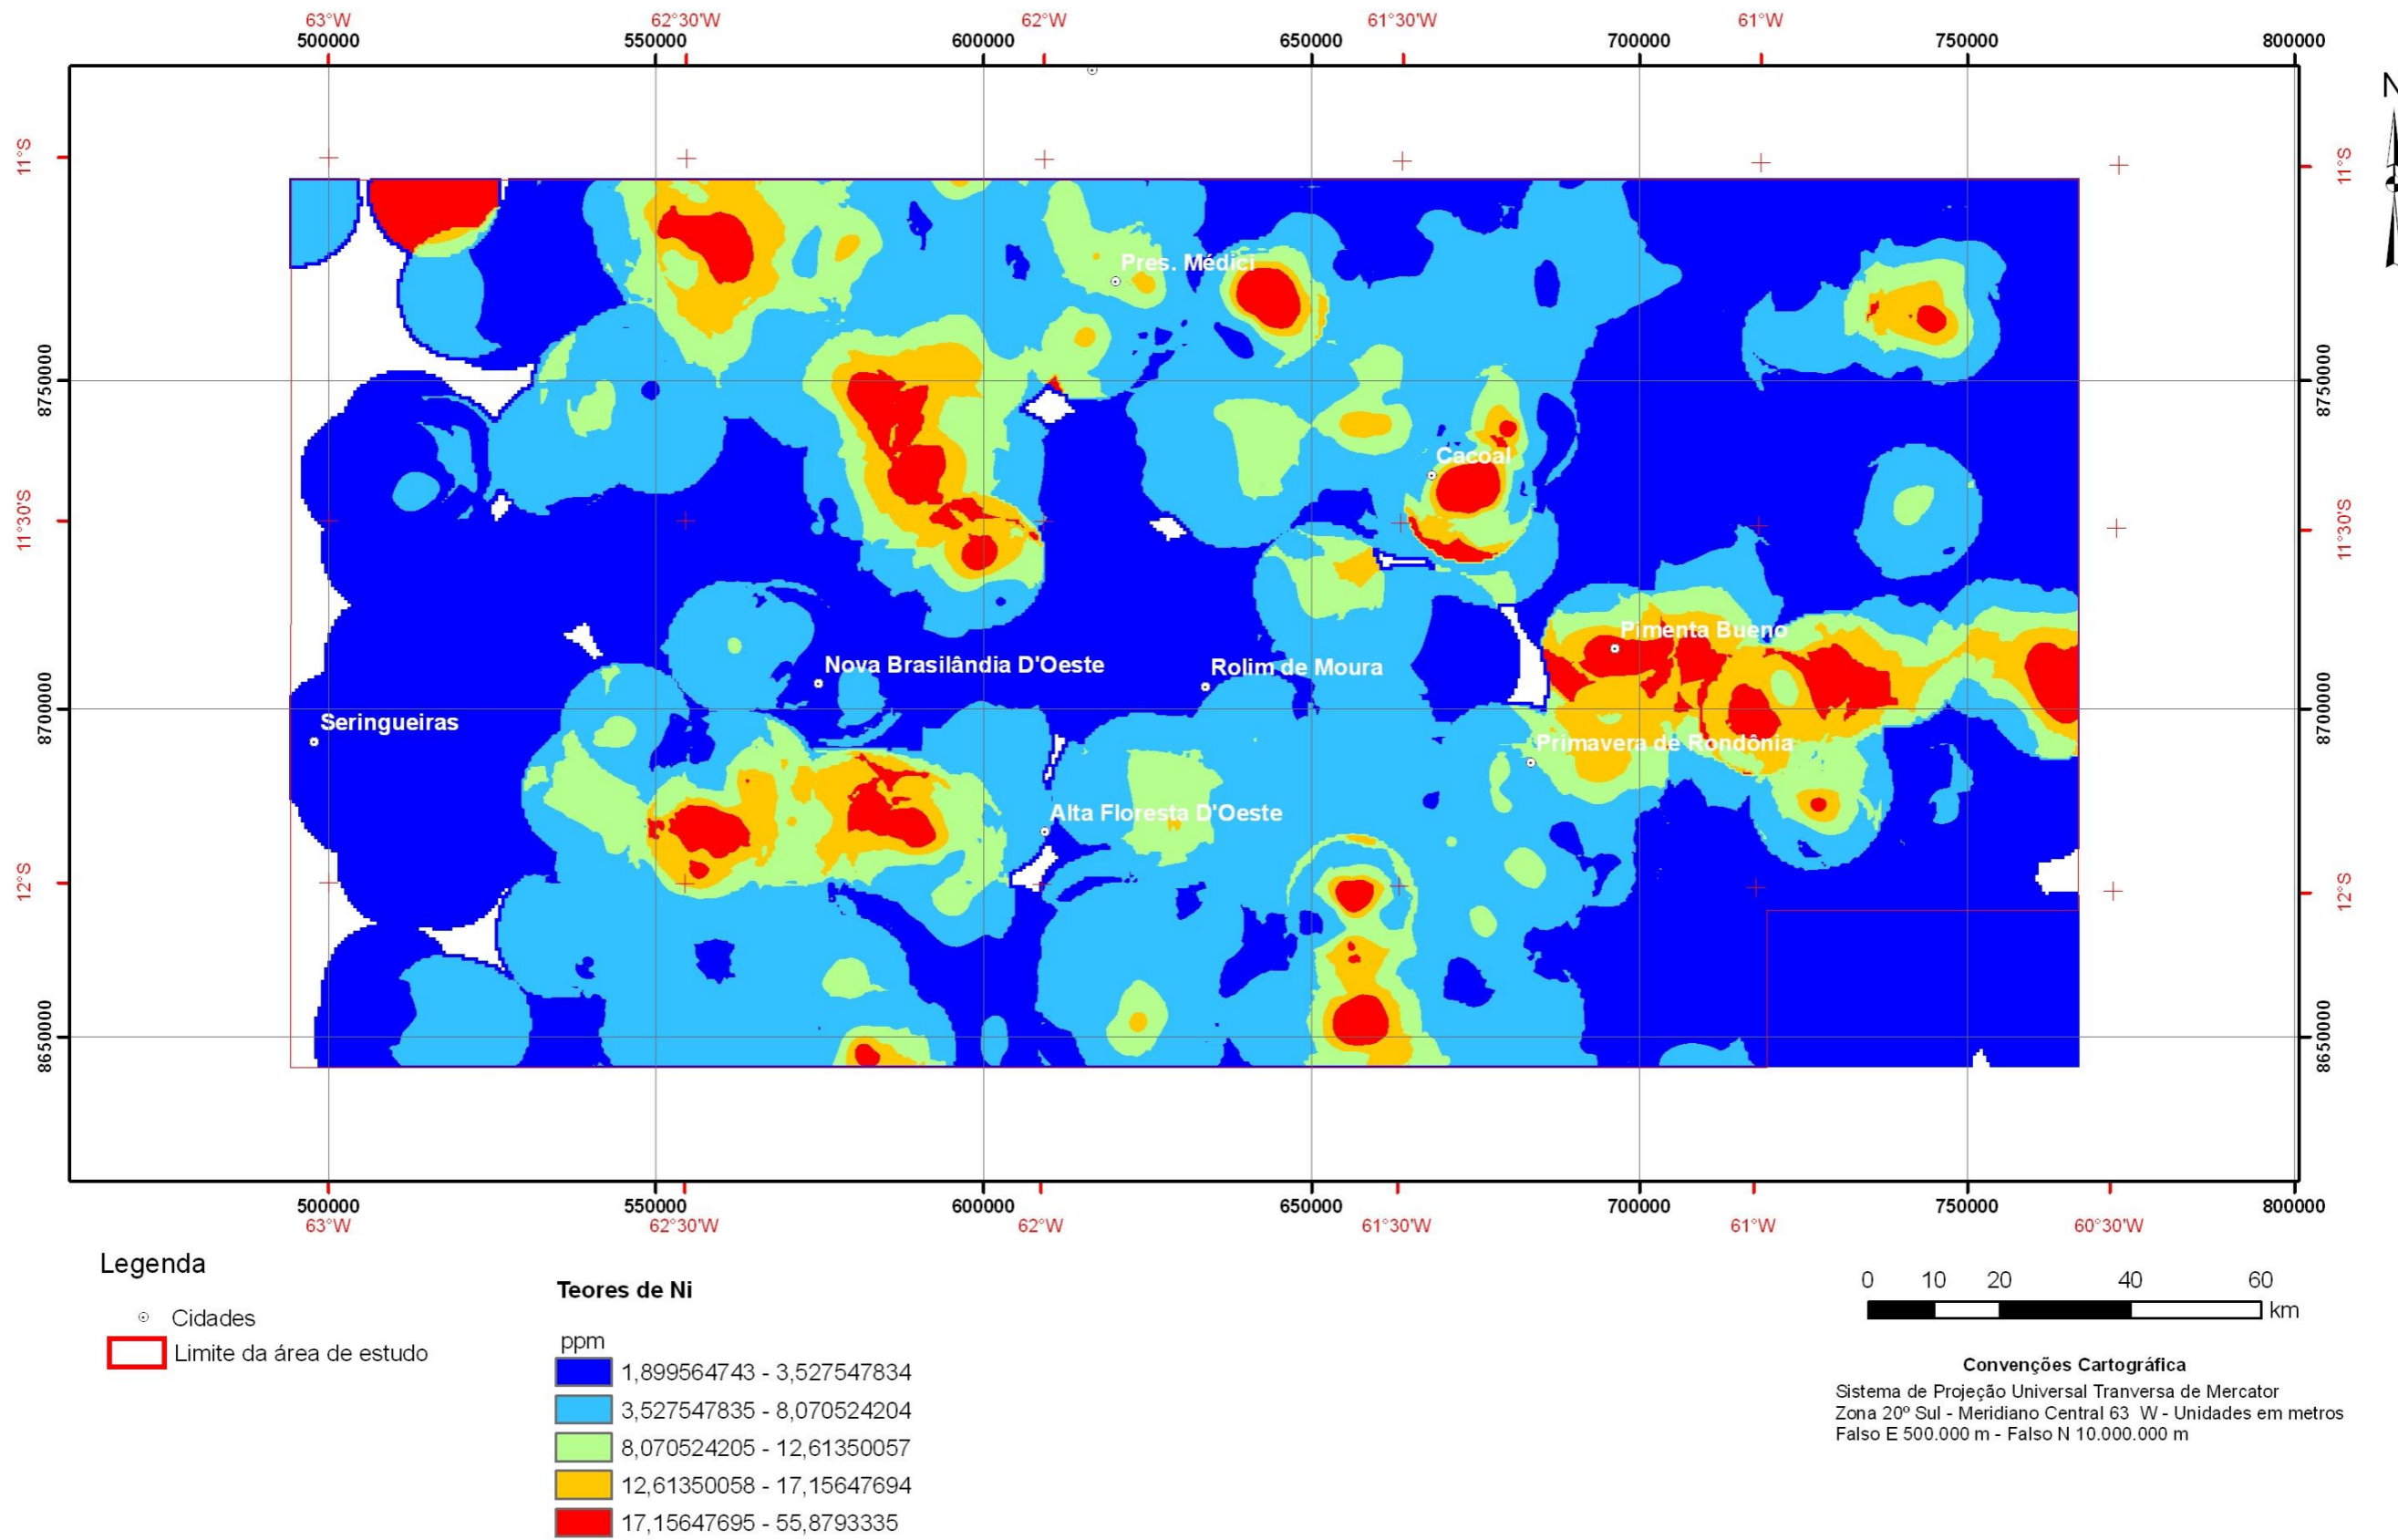 63°W 62°30'W 62°W 61°30'W 61°W
500000 550000 600000 650000 700000 750000 800000
N
11°S 11°S
Pres. Médici
8750000 8750000
Cacoal
11°30'S 11°30'S
Pimenta Bueno
Nova Brasilândia D'Oeste Rolim de Moura
8700000 8700000
Seringueiras
Primavera de Rondônia
Alta Floresta D'Oeste
12°S 12°S
8650000 8650000
500000 550000 600000 650000 700000 750000 800000
63°W 62°30'W 62°W 61°30'W 61°W 60°30'W
Legenda
Cidades
Limite da área de estudo
Teores de Ni
ppm
1,899564743 - 3,527547834
3,527547835 - 8,070524204
8,070524205 - 12,61350057
12,61350058 - 17,15647694
17,15647695 - 55,8793335
0 10 20 40 60
km
Convenções Cartográfica
Sistema de Projeção Universal Tranversa de Mercator
Zona 20º Sul - Meridiano Central 63 W - Unidades em metros
Falso E 500.000 m - Falso N 10.000.000 m